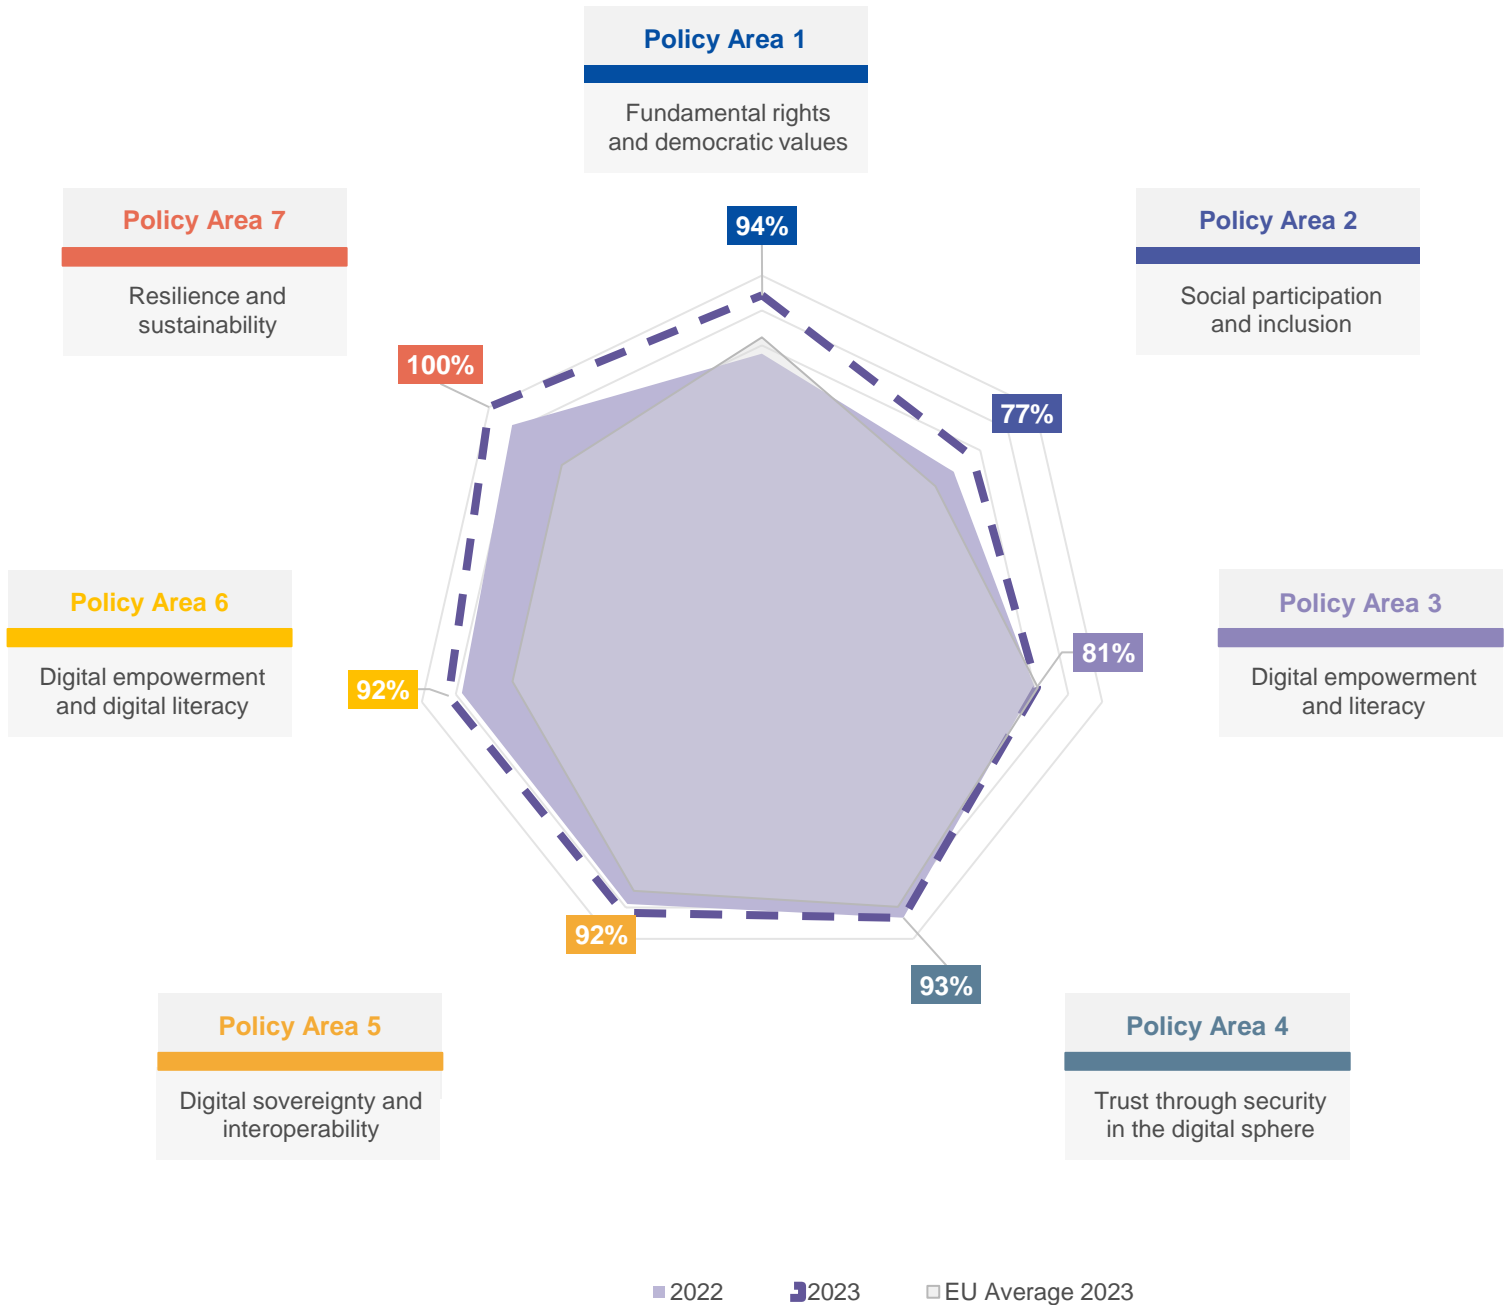 Policy Area 1
Fundamental rights
and democratic values
94%
Policy Area 7
Resilience and
sustainability
100%
Policy Area 2
Social participation
and inclusion
77%
Policy Area 6
Digital empowerment
and digital literacy
92%
Policy Area 3
Digital empowerment
and literacy
81%
92%
93%
Policy Area 5
Digital sovereignty and
interoperability
Policy Area 4
Trust through security
in the digital sphere
2022
2023
EU Average 2023